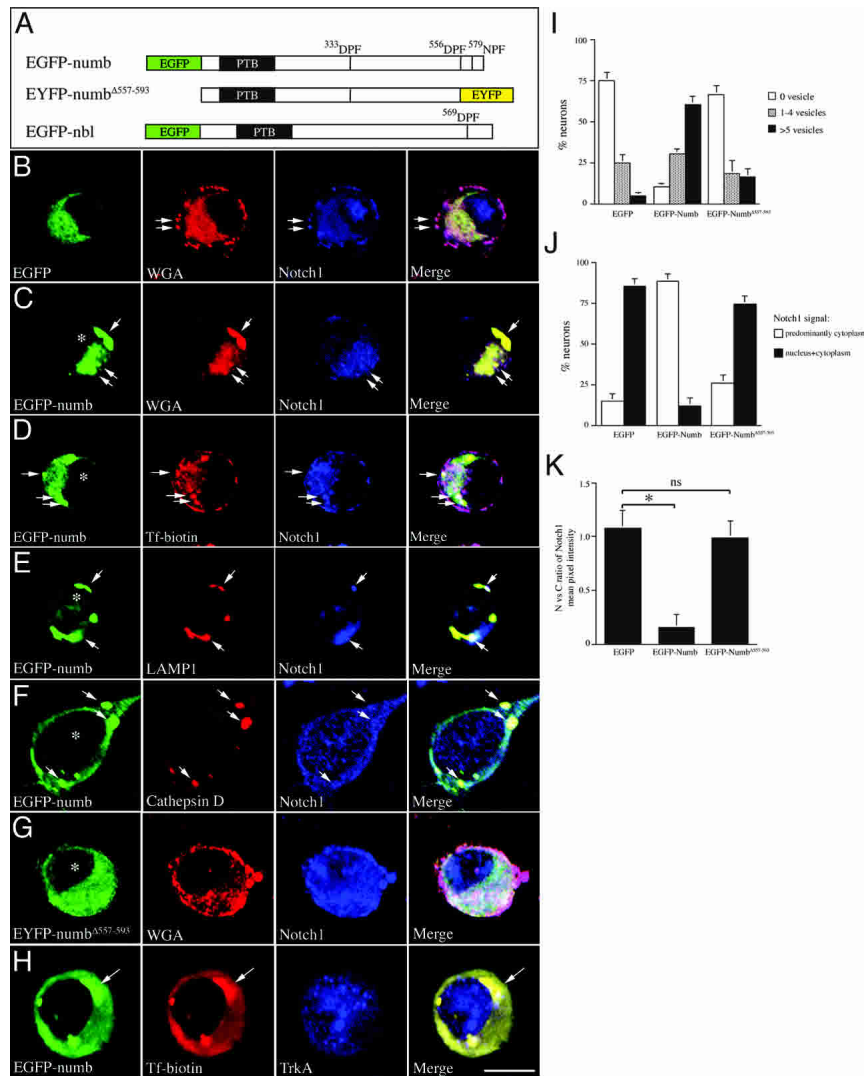 A
333DPF 556DPF 579NPF
EGFP-numb EGFP PTB
EYFP-numbΔ557-593 PTB EYFP
569DPF
EGFP-nbl EGFP PTB
B
EGFP WGA Notch1 Merge
C
*
EGFP-numb WGA Notch1 Merge
D
*
EGFP-numb Tf-biotin Notch1 Merge
E
*
EGFP-numb LAMP1 Notch1 Merge
F
*
EGFP-numb Cathepsin D Notch1 Merge
G
*
EYFP-numbΔ557-593 WGA Notch1 Merge
H
EGFP-numb Tf-biotin TrkA Merge
I
% neurons
75
50
25
0
0 vesicle
1-4 vesicles
>5 vesicles
EGFP EGFP-Numb EGFP-NumbΔ557-593
J
% neurons
75
50
25
0
Notch1 signal:
predominantly cytoplasm
nucleus+cytoplasm
EGFP EGFP-Numb EGFP-NumbΔ557-593
K
N vs C ratio of Notch1
mean pixel intensity
1.5
1.0
0.5
0.0
ns
*
EGFP EGFP-Numb EGFP-NumbΔ557-593